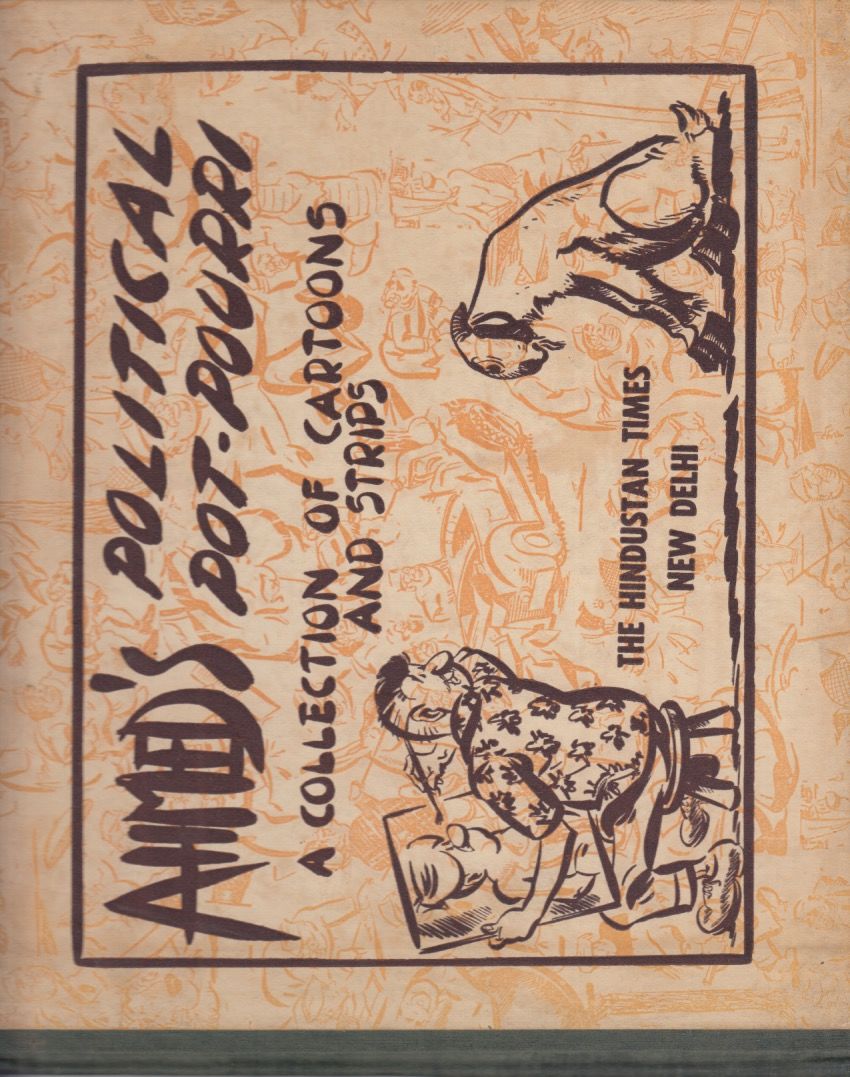 AHMED'S POLITICAL
POT-POURRI
A COLLECTION OF CARTOONS
AND STRIPS
THE HINDUSTAN TIMES
NEW DELHI